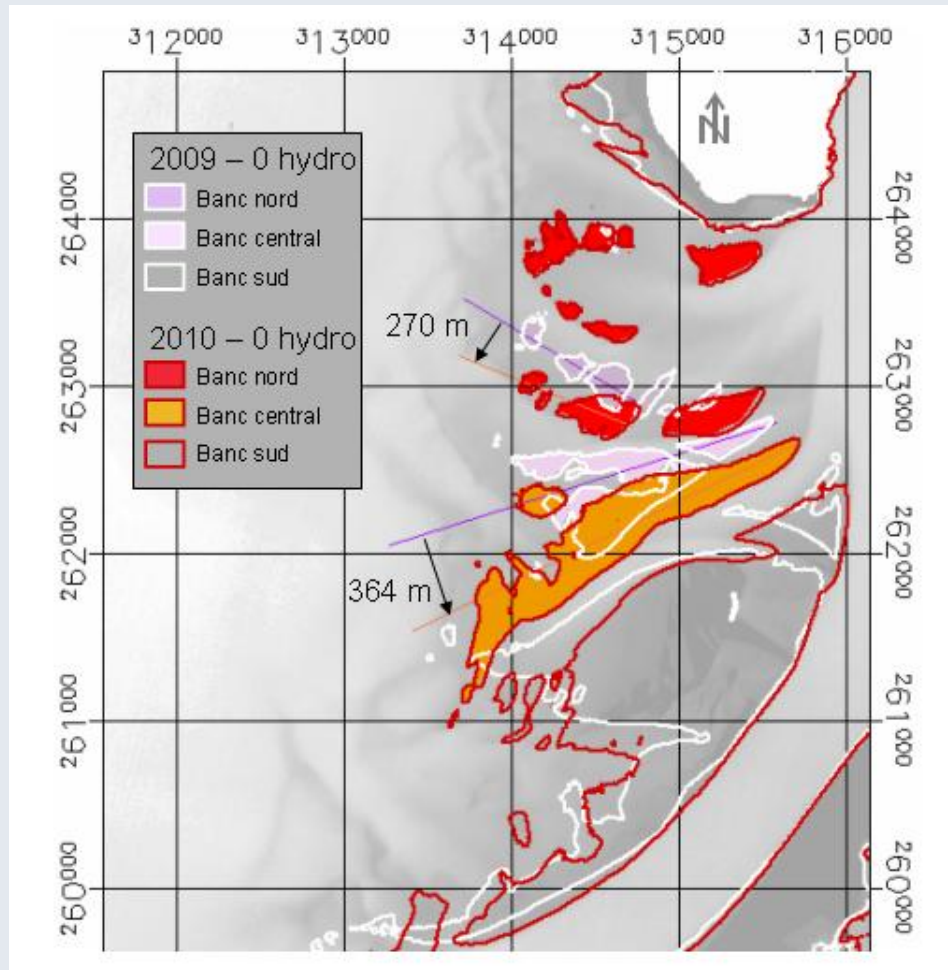 312000 313000 314000 315000 316000
N
2009 – 0 hydro
Banc nord
Banc central
Banc sud
2010 – 0 hydro
Banc nord
Banc central
Banc sud
264000 264000
270 m
263000 263000
262000 262000
364 m
261000 261000
260000 260000